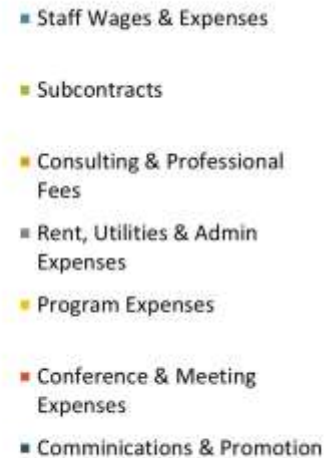 Staff Wages & Expenses
Subcontracts
Consulting & Professional
Fees
Rent, Utilities & Admin
Expenses
Program Expenses
Conference & Meeting
Expenses
Comminications & Promotion